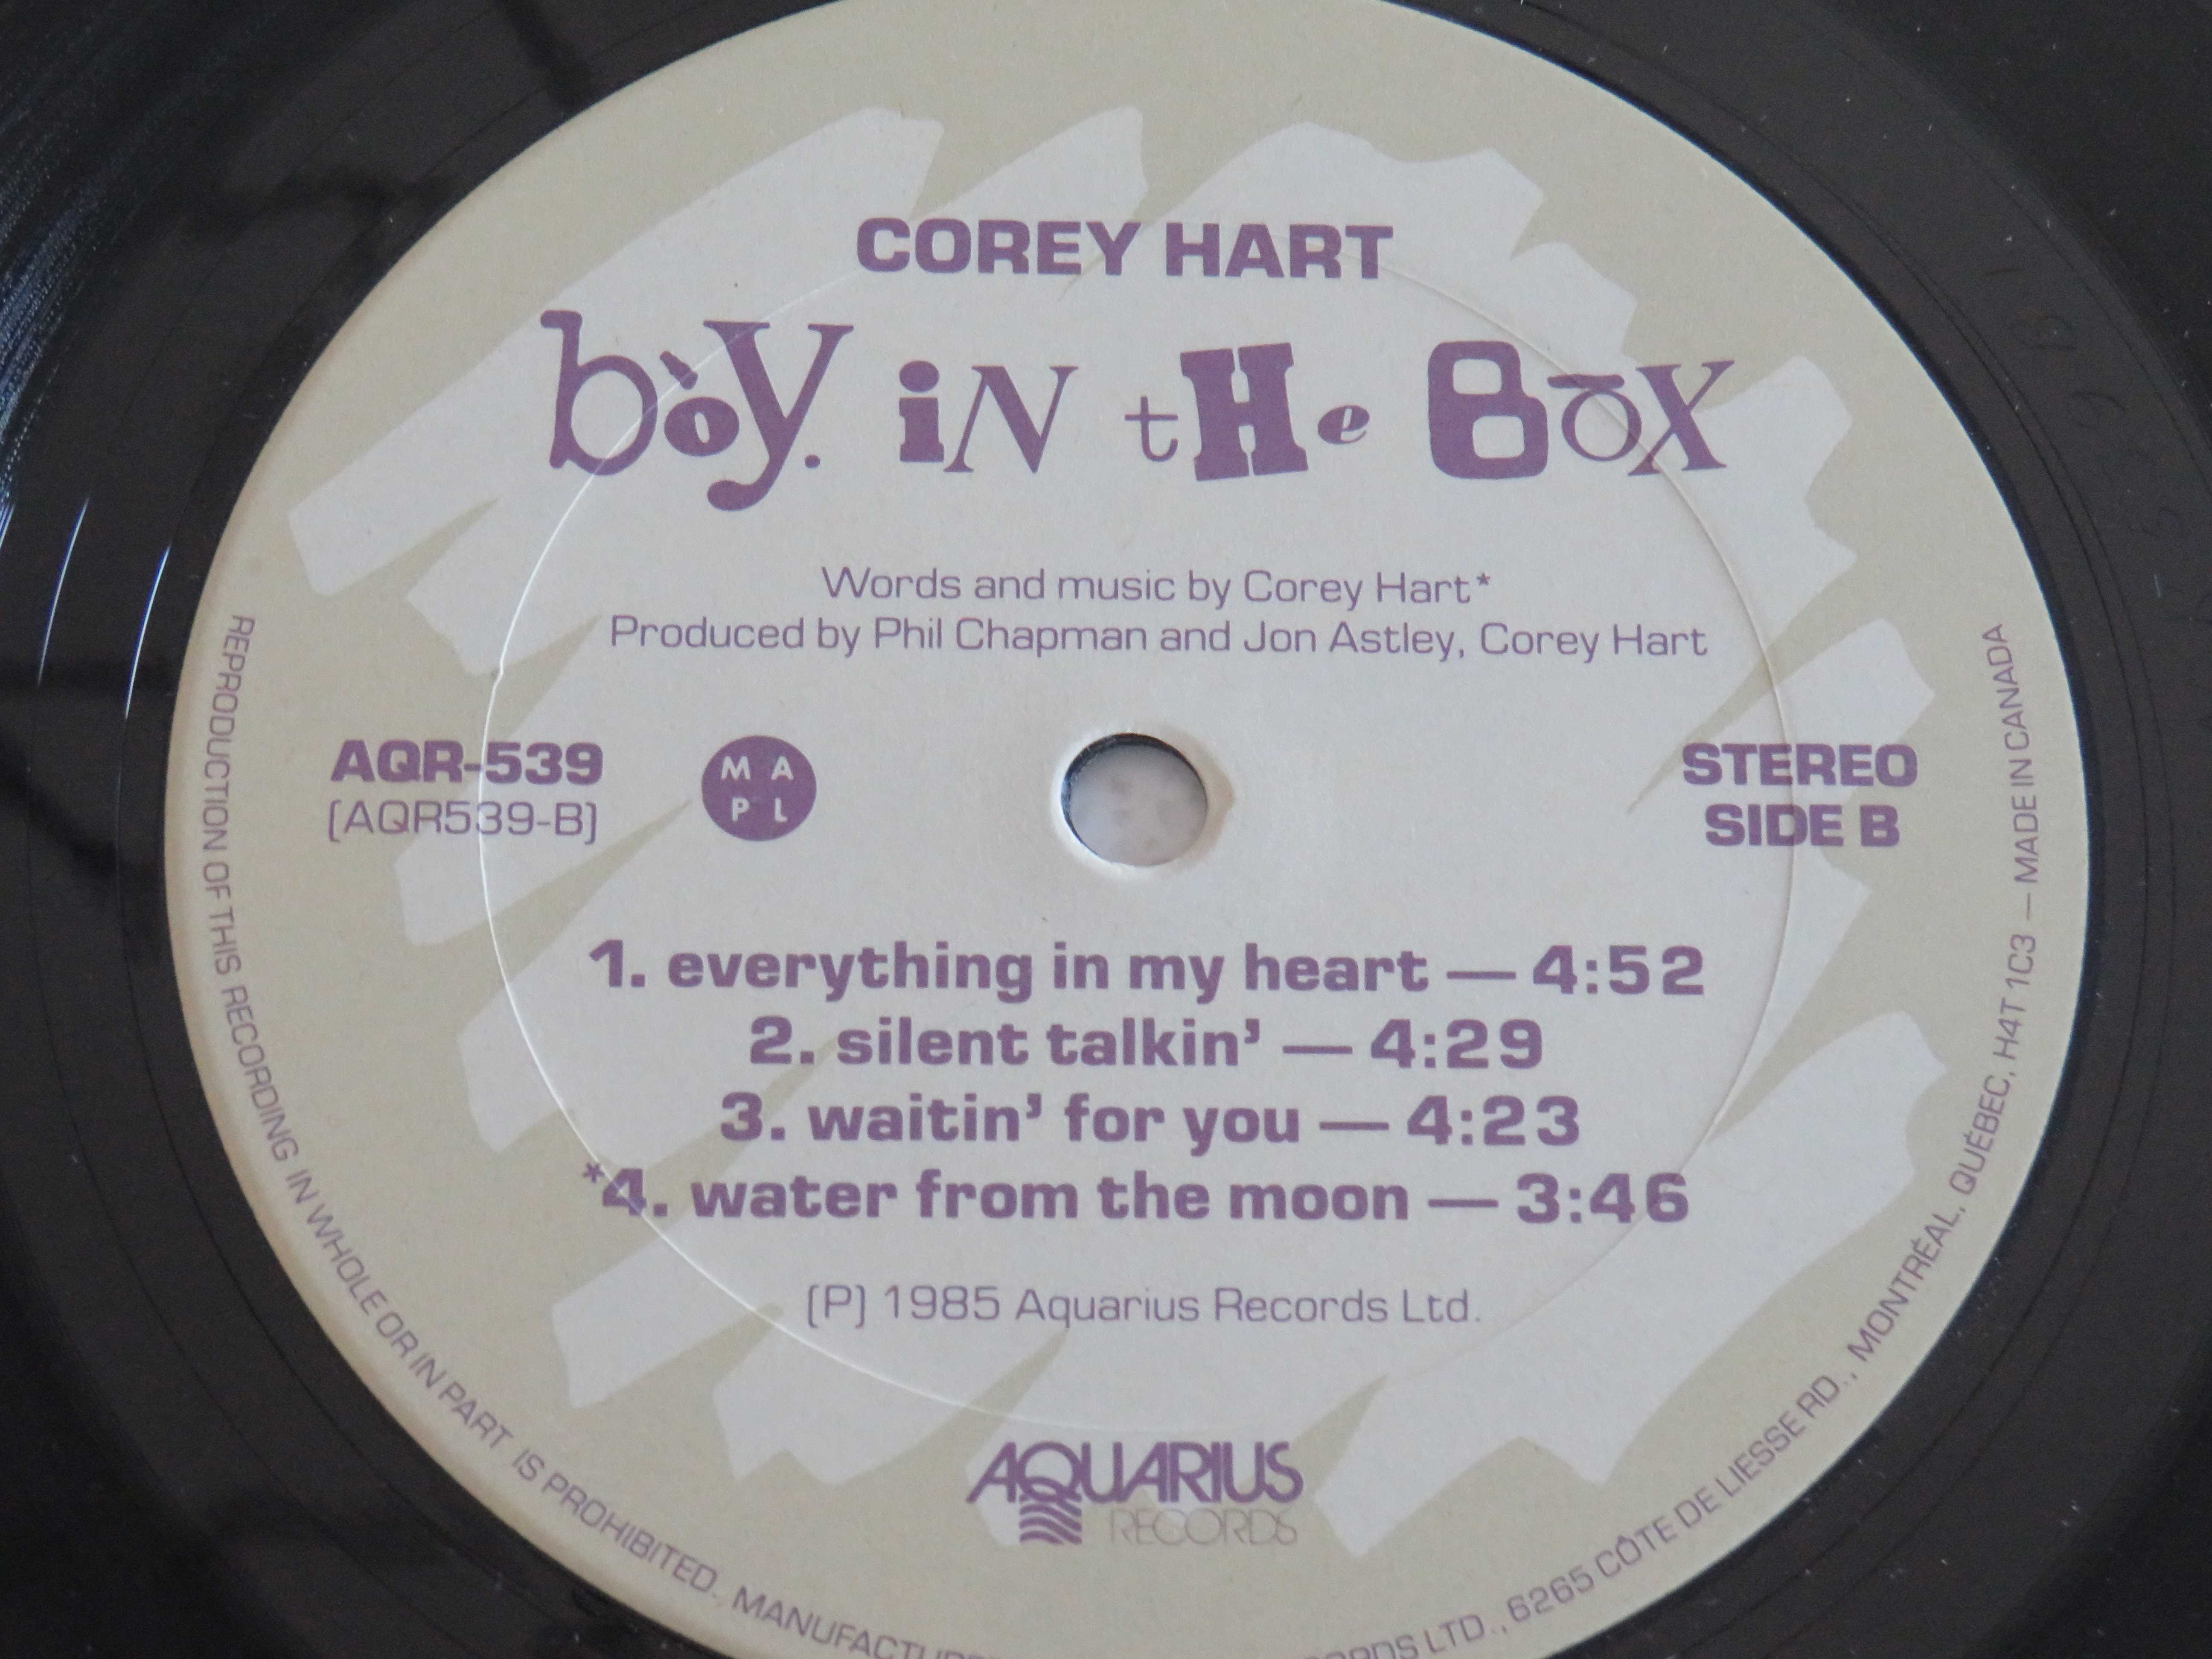 COREY HART
bòy. iN tHe BōX
Words and music by Corey Hart*
Produced by Phil Chapman and Jon Astley, Corey Hart
AQR-539
(AQR539-B)
M A
P L
STEREO
SIDE B
1. everything in my heart — 4:52
2. silent talkin' — 4:29
3. waitin' for you — 4:23
*4. water from the moon — 3:46
(P) 1985 Aquarius Records Ltd.
AQUARIUS
RECORDS
REPRODUCTION OF THIS RECORDING IN WHOLE OR IN PART IS PROHIBITED. LTD., 6265 CÔTE DE LIESSE RD., MONTRÉAL, QUÉBEC, H4T 1C3 — MADE IN CANADA